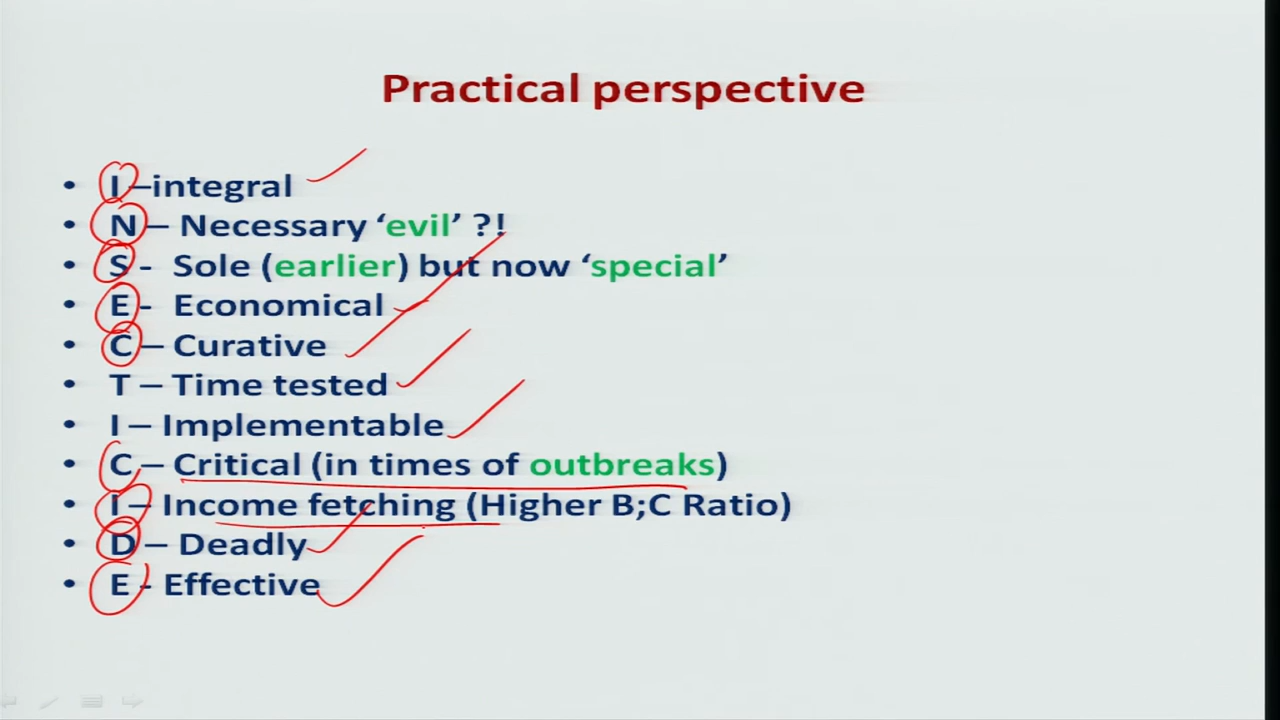 Practical perspective
• I –integral
• N – Necessary ‘evil’ ?!
• S - Sole (earlier) but now ‘special’
• E - Economical
• C – Curative
• T – Time tested
• I – Implementable
• C – Critical (in times of outbreaks)
• I – Income fetching (Higher B;C Ratio)
• D – Deadly
• E - Effective